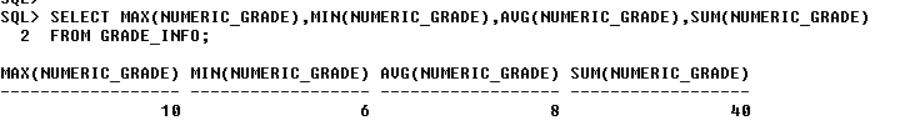 SQL>
SQL> SELECT MAX(NUMERIC_GRADE),MIN(NUMERIC_GRADE),AVG(NUMERIC_GRADE),SUM(NUMERIC_GRADE)
2 FROM GRADE_INFO;
MAX(NUMERIC_GRADE) MIN(NUMERIC_GRADE) AVG(NUMERIC_GRADE) SUM(NUMERIC_GRADE)
------------------ ------------------ ------------------ ------------------
10 6 8 40